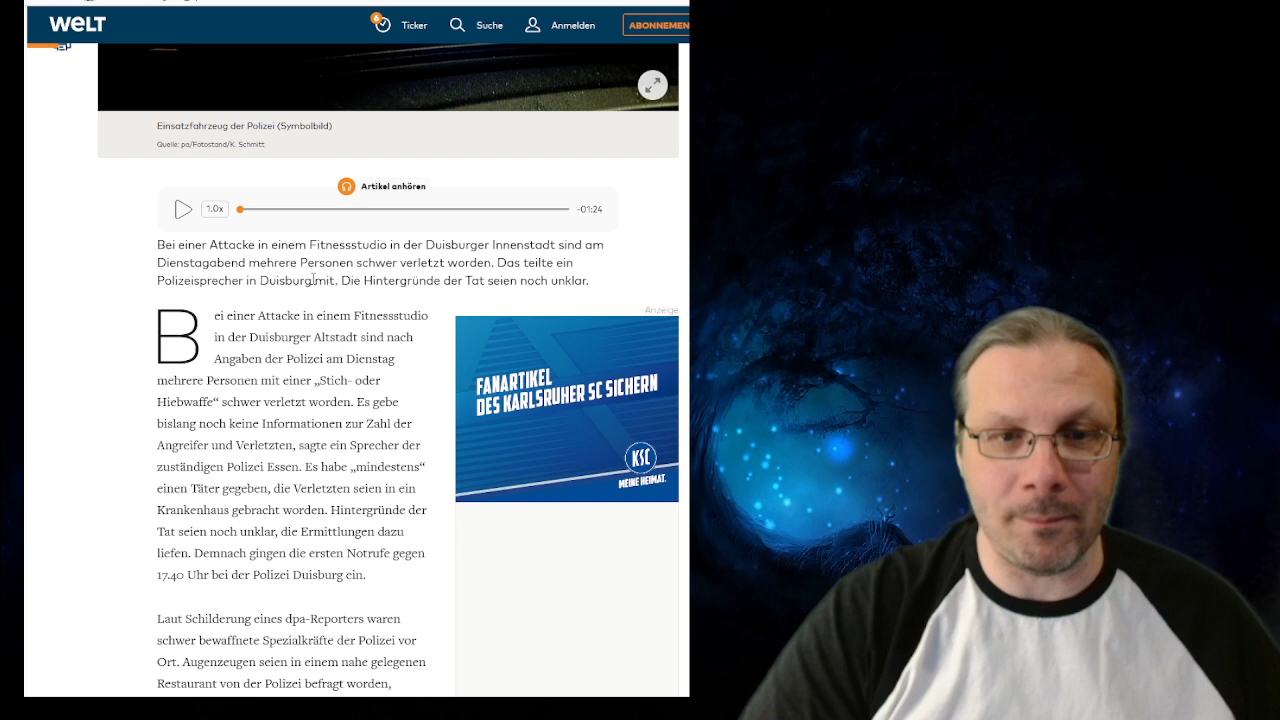 WELT
6
Ticker
Suche
Anmelden
ABONNEMEN
EP
Einsatzfahrzeug der Polizei (Symbolbild)
Quelle: pa/Fotostand/K. Schmitt
Artikel anhören
1.0x
-01:24
Bei einer Attacke in einem Fitnessstudio in der Duisburger Innenstadt sind am
Dienstagabend mehrere Personen schwer verletzt worden. Das teilte ein
Polizeisprecher in Duisburg mit. Die Hintergründe der Tat seien noch unklar.
Bei einer Attacke in einem Fitnessstudio
in der Duisburger Altstadt sind nach
Angaben der Polizei am Dienstag
mehrere Personen mit einer „Stich- oder
Hiebwaffe“ schwer verletzt worden. Es gebe
bislang noch keine Informationen zur Zahl der
Angreifer und Verletzten, sagte ein Sprecher der
zuständigen Polizei Essen. Es habe „mindestens“
einen Täter gegeben, die Verletzten seien in ein
Krankenhaus gebracht worden. Hintergründe der
Tat seien noch unklar, die Ermittlungen dazu
liefen. Demnach gingen die ersten Notrufe gegen
17.40 Uhr bei der Polizei Duisburg ein.
Laut Schilderung eines dpa-Reporters waren
schwer bewaffnete Spezialkräfte der Polizei vor
Ort. Augenzeugen seien in einem nahe gelegenen
Restaurant von der Polizei befragt worden,
Anzeige
FANARTIKEL
DES KARLSRUHER SC SICHERN
KSC
MEINE HEIMAT.